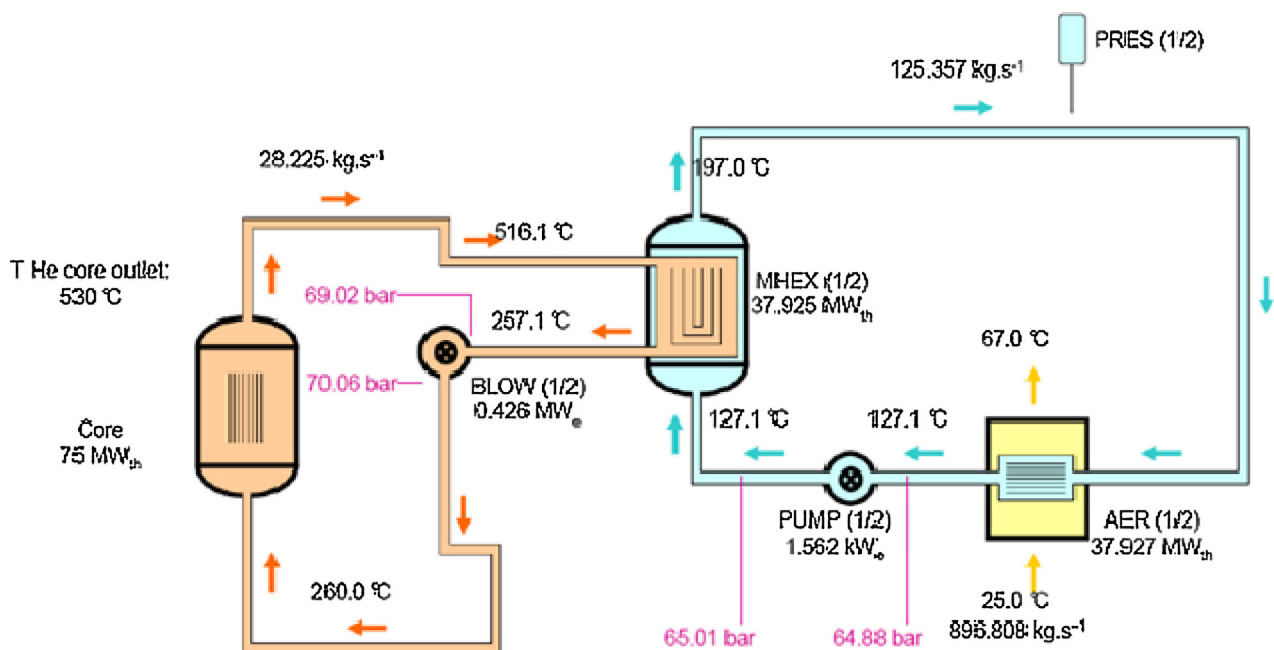 PRIES (1/2)
125.357 kg.s⁻¹
28.225 kg.s⁻¹
197.0 °C
516.1 °C
T He core outlet:
530 °C
69.02 bar
MHEX (1/2)
37.925 MWth
257.1 °C
67.0 °C
70.06 bar
BLOW (1/2)
0.426 MWe
Core
75 MWth
127.1 °C
127.1 °C
PUMP (1/2)
1.562 kWe
AER (1/2)
37.927 MWth
260.0 °C
25.0 °C
895.808 kg.s⁻¹
65.01 bar
64.88 bar